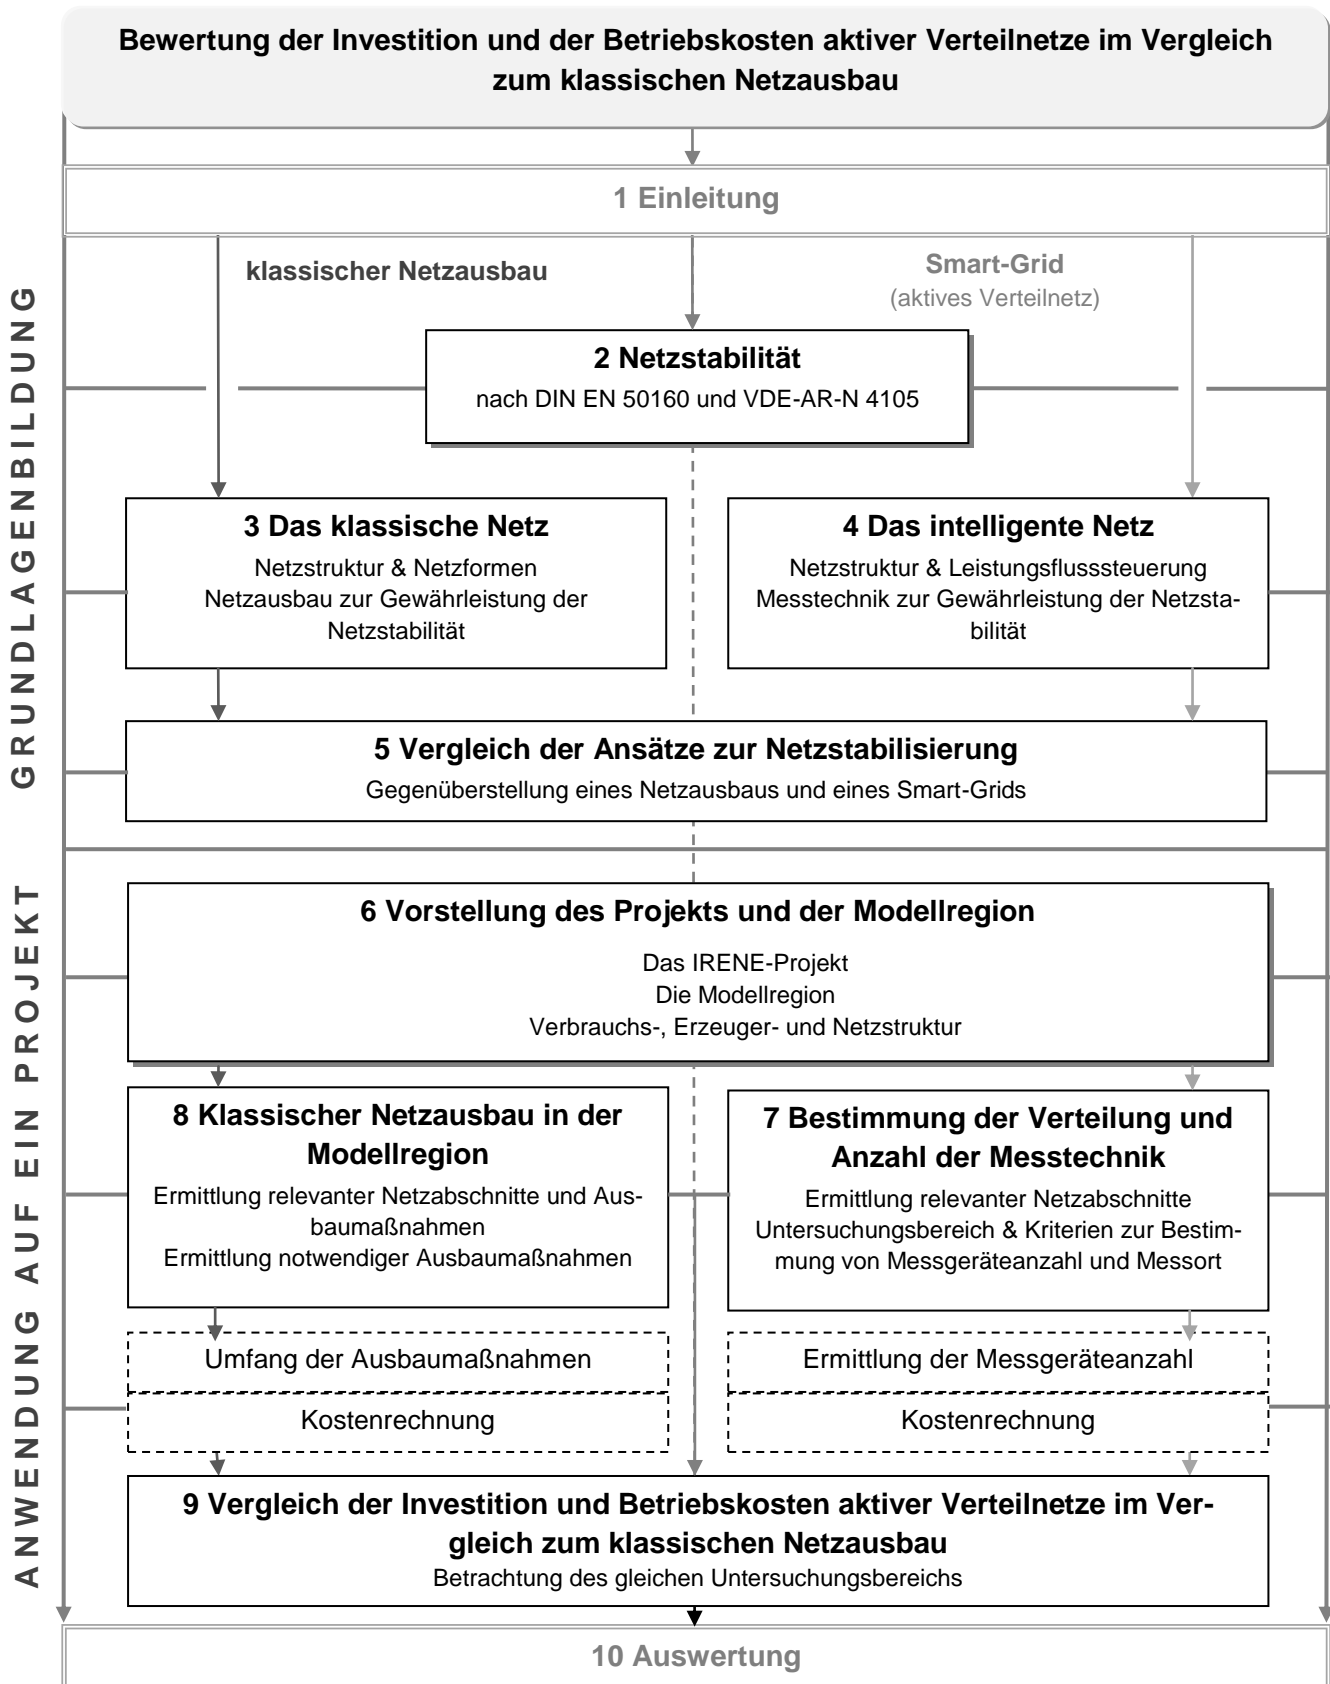 Bewertung der Investition und der Betriebskosten aktiver Verteilnetze im Vergleich
zum klassischen Netzausbau
1 Einleitung
GRUNDLAGENBILDUNG
klassischer Netzausbau
Smart-Grid
(aktives Verteilnetz)
2 Netzstabilität
nach DIN EN 50160 und VDE-AR-N 4105
3 Das klassische Netz
Netzstruktur & Netzformen
Netzausbau zur Gewährleistung der
Netzstabilität
4 Das intelligente Netz
Netzstruktur & Leistungsflusssteuerung
Messtechnik zur Gewährleistung der Netzsta-
bilität
5 Vergleich der Ansätze zur Netzstabilisierung
Gegenüberstellung eines Netzausbaus und eines Smart-Grids
ANWENDUNG AUF EIN PROJEKT
6 Vorstellung des Projekts und der Modellregion
Das IRENE-Projekt
Die Modellregion
Verbrauchs-, Erzeuger- und Netzstruktur
8 Klassischer Netzausbau in der
Modellregion
Ermittlung relevanter Netzabschnitte und Aus-
baumaßnahmen
Ermittlung notwendiger Ausbaumaßnahmen
7 Bestimmung der Verteilung und
Anzahl der Messtechnik
Ermittlung relevanter Netzabschnitte
Untersuchungsbereich & Kriterien zur Bestim-
mung von Messgeräteanzahl und Messort
Umfang der Ausbaumaßnahmen
Kostenrechnung
Ermittlung der Messgeräteanzahl
Kostenrechnung
9 Vergleich der Investition und Betriebskosten aktiver Verteilnetze im Ver-
gleich zum klassischen Netzausbau
Betrachtung des gleichen Untersuchungsbereichs
10 Auswertung